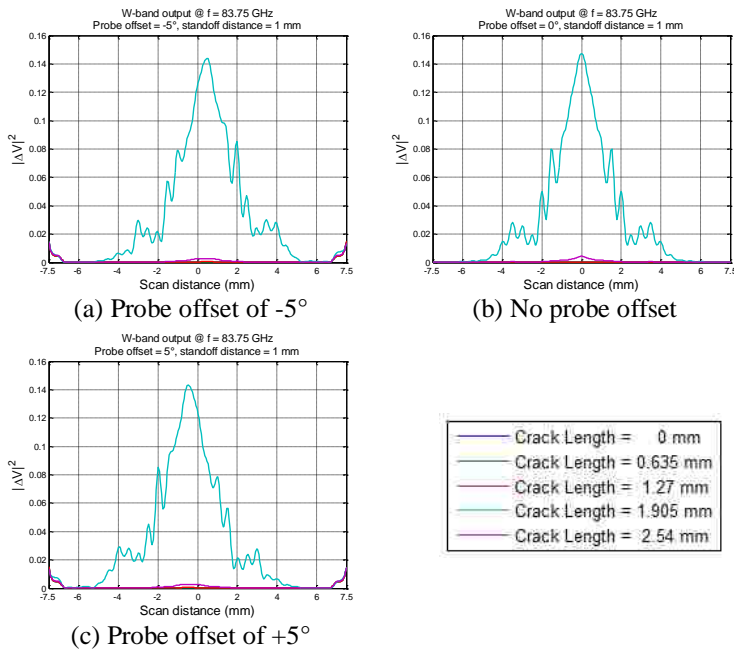 W-band output @ f = 83.75 GHz
Probe offset = -5°, standoff distance = 1 mm
0.16
0.14
0.12
0.1
0.08
0.06
0.04
0.02
0
|ΔV|²
-7.5 -6 -4 -2 0 2 4 6 7.5
Scan distance (mm)
(a) Probe offset of -5°
W-band output @ f = 83.75 GHz
Probe offset = 0°, standoff distance = 1 mm
0.16
0.14
0.12
0.1
0.08
0.06
0.04
0.02
0
|ΔV|²
-7.5 -6 -4 -2 0 2 4 6 7.5
Scan distance (mm)
(b) No probe offset
W-band output @ f = 83.75 GHz
Probe offset = 5°, standoff distance = 1 mm
0.16
0.14
0.12
0.1
0.08
0.06
0.04
0.02
0
|ΔV|²
-7.5 -6 -4 -2 0 2 4 6 7.5
Scan distance (mm)
(c) Probe offset of +5°
Crack Length = 0 mm
Crack Length = 0.635 mm
Crack Length = 1.27 mm
Crack Length = 1.905 mm
Crack Length = 2.54 mm